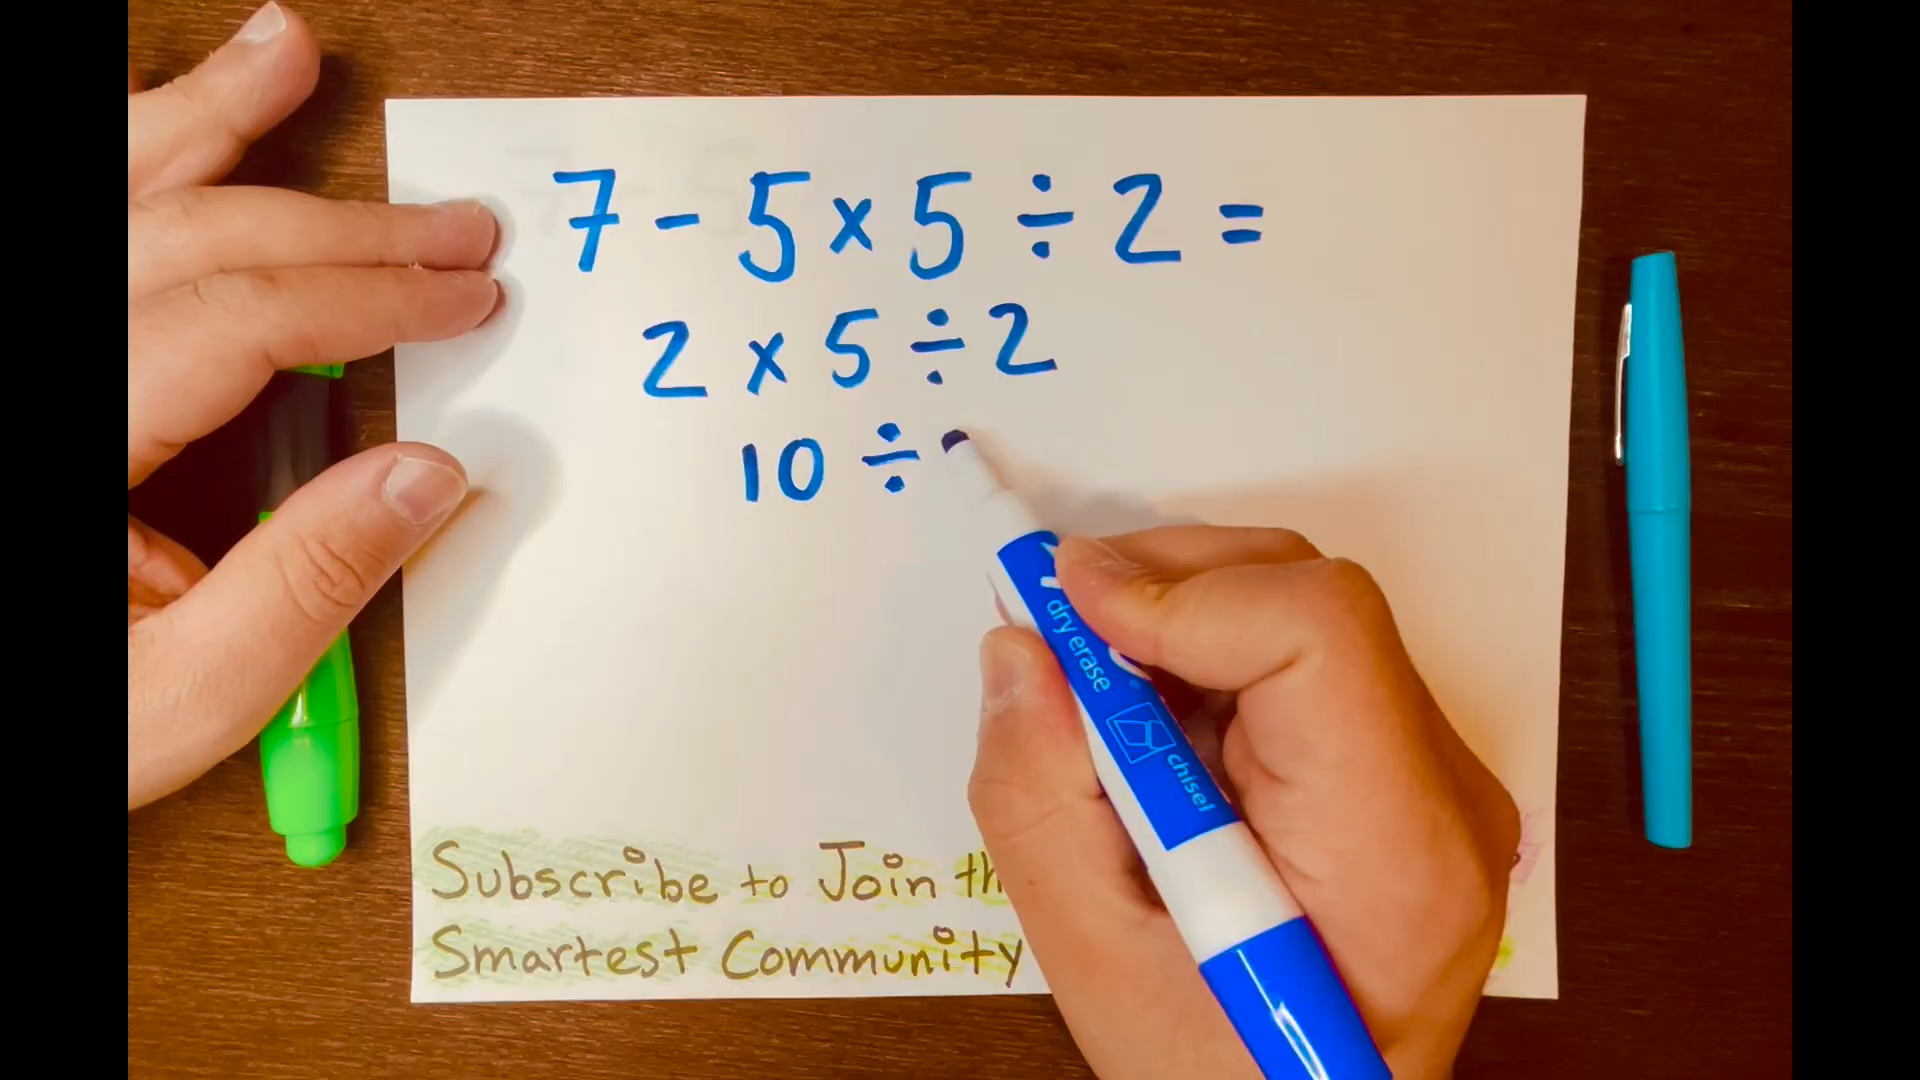 7 - 5 × 5 ÷ 2 =
2 × 5 ÷ 2
10 ÷
Subscribe to Join
Smartest Community
dry erase
chisel